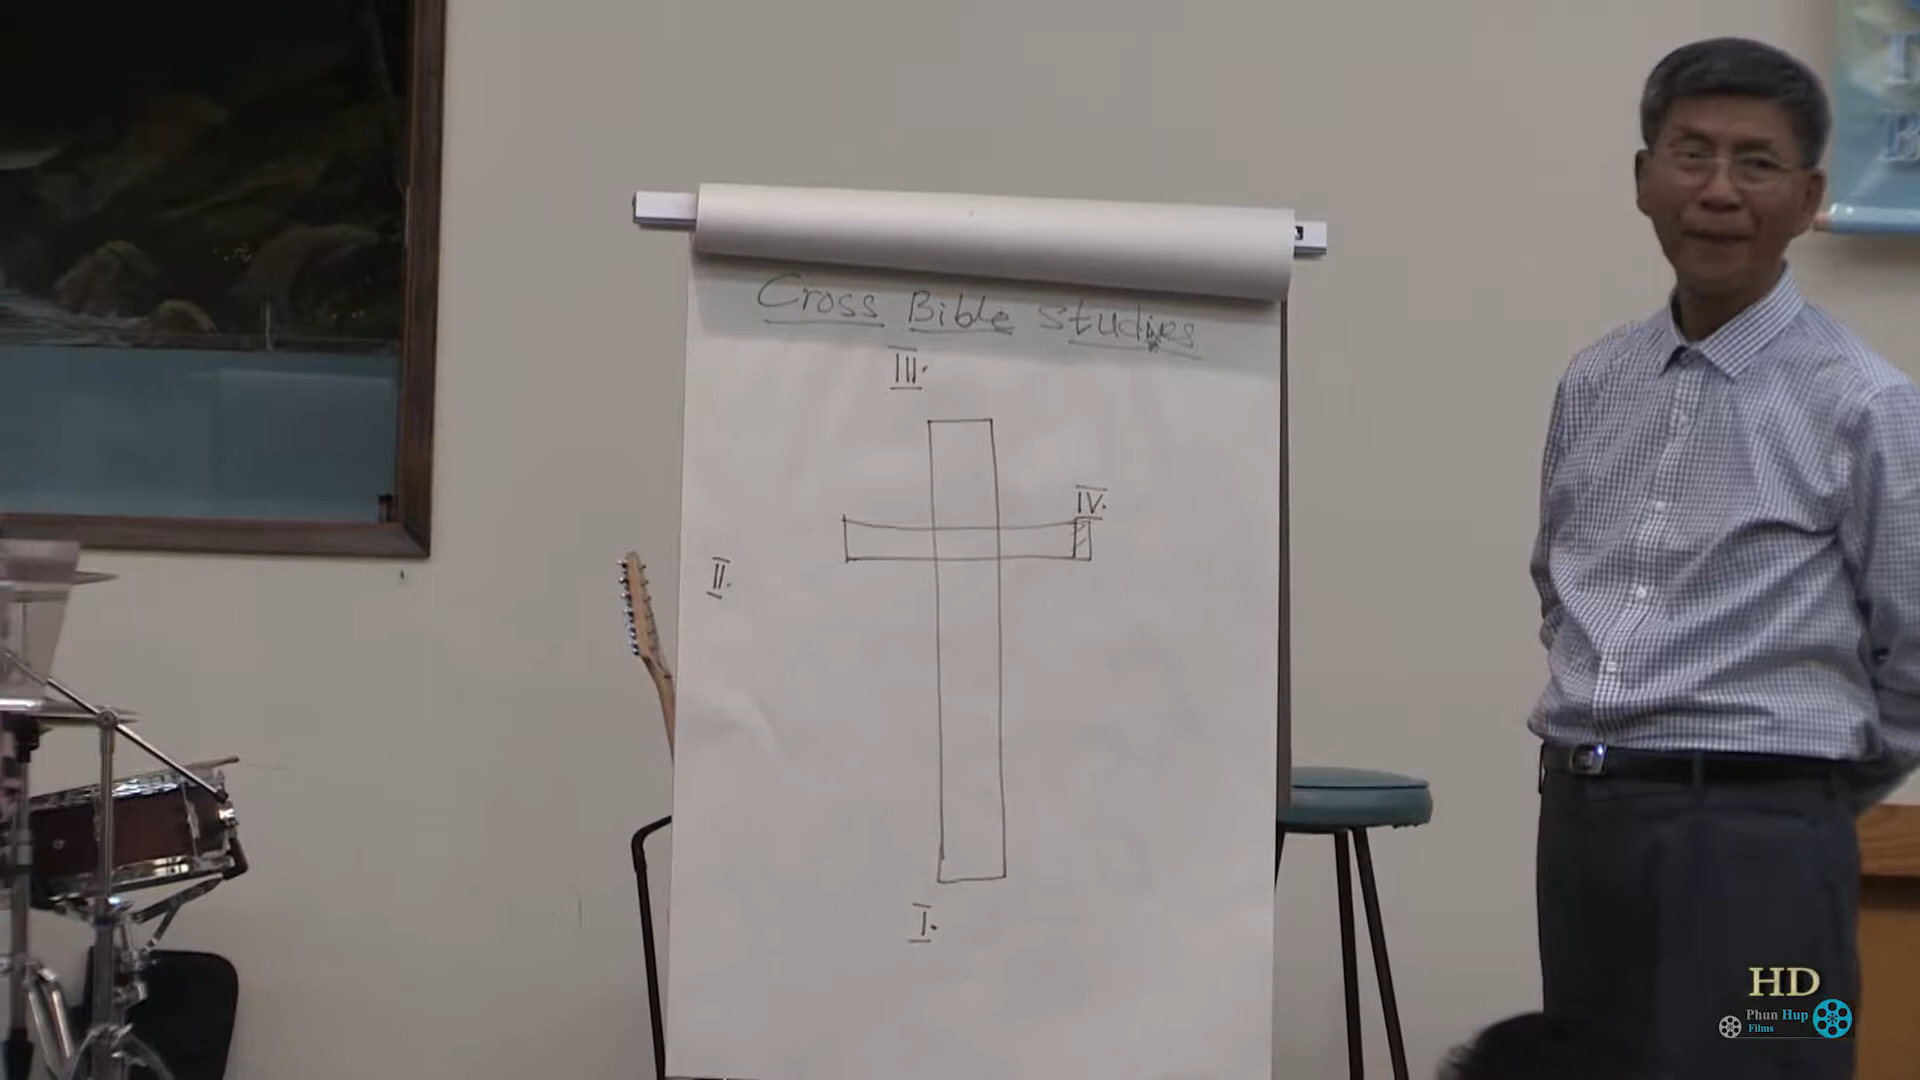 Cross Bible Studies
III.
IV.
II.
I.
HD
Phun Hup
Films